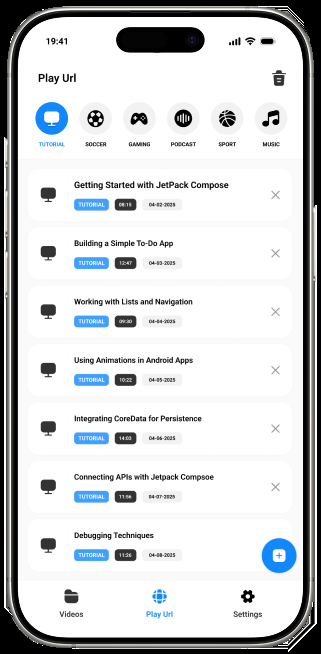 19:41
Play Url
TUTORIAL SOCCER GAMING PODCAST SPORT MUSIC
Getting Started with JetPack Compose
TUTORIAL 08:15 04-02-2025
Building a Simple To-Do App
TUTORIAL 12:47 04-03-2025
Working with Lists and Navigation
TUTORIAL 09:30 04-04-2025
Using Animations in Android Apps
TUTORIAL 10:22 04-05-2025
Integrating CoreData for Persistence
TUTORIAL 14:03 04-06-2025
Connecting APIs with Jetpack Compsoe
TUTORIAL 11:56 04-07-2025
Debugging Techniques
TUTORIAL 11:26 04-08-2025
Videos Play Url Settings